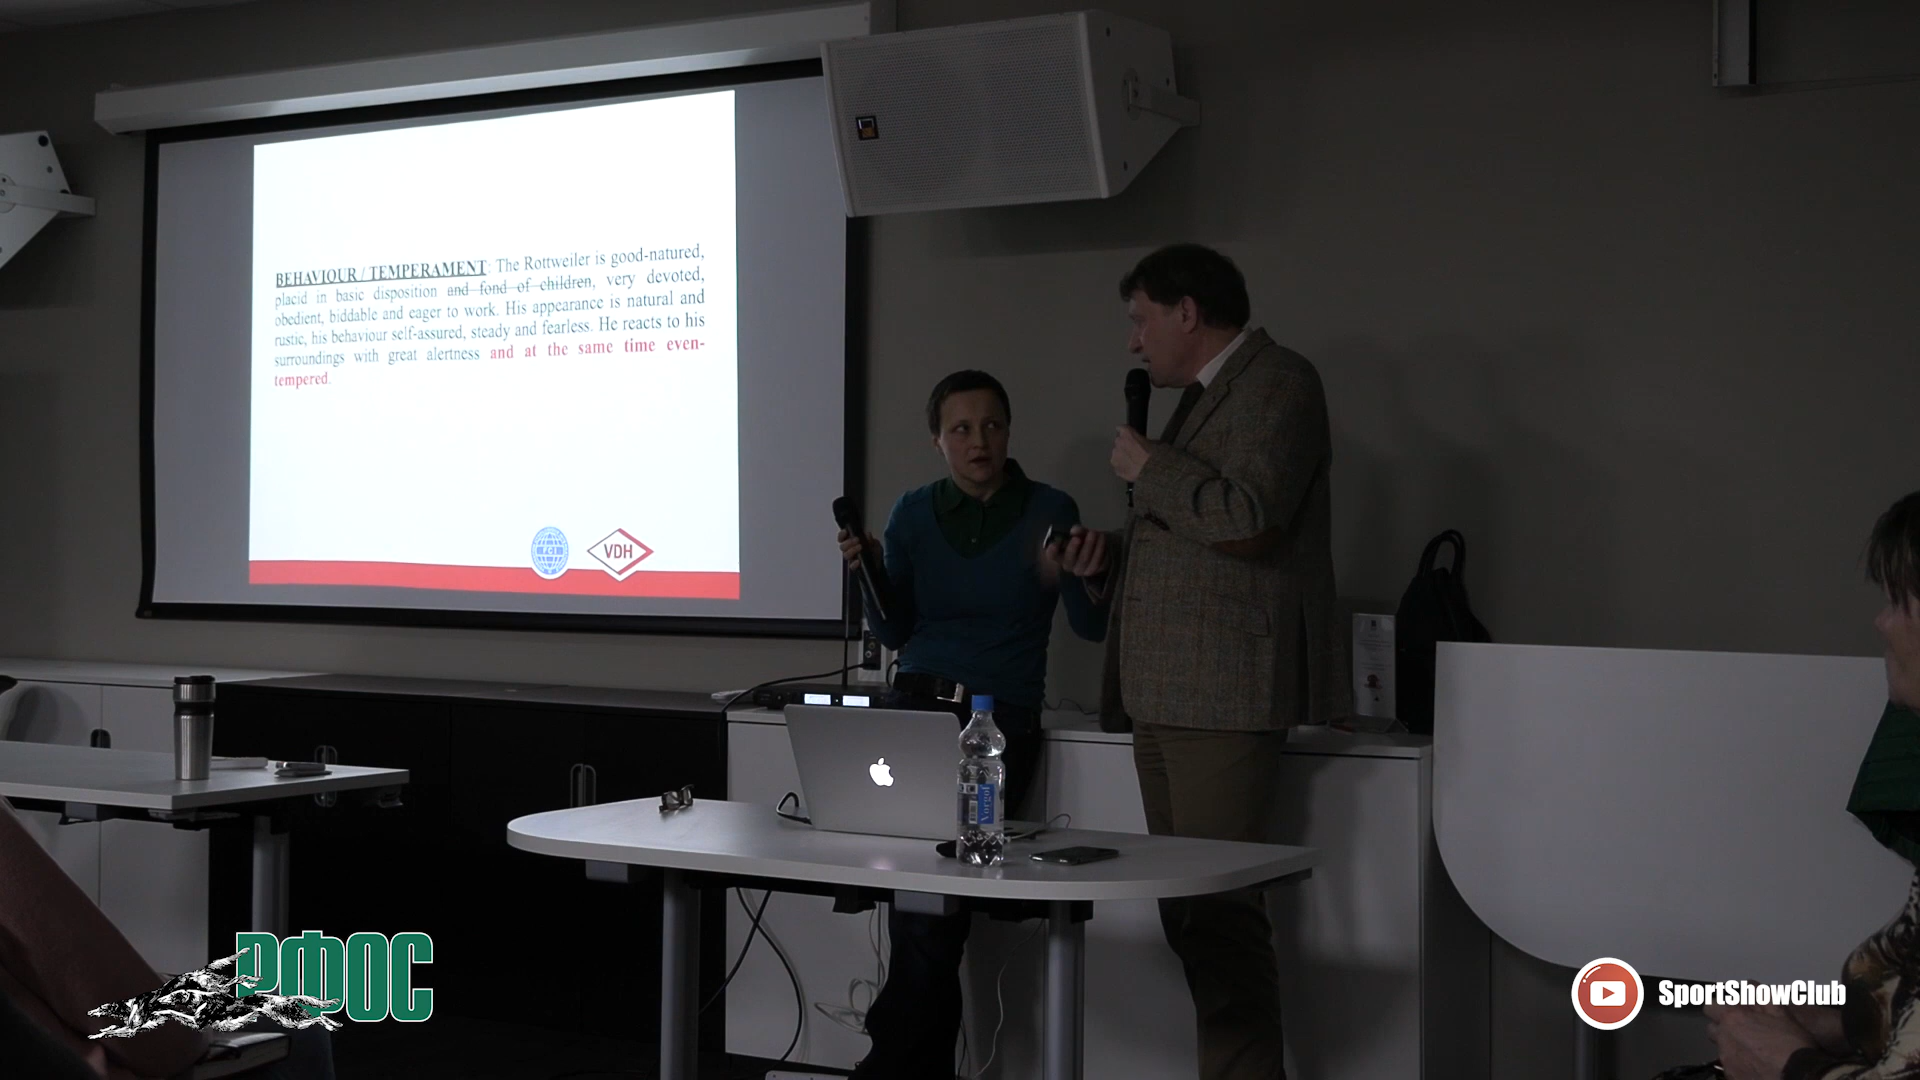 BEHAVIOUR / TEMPERAMENT: The Rottweiler is good-natured,
placid in basic disposition and fond of children, very devoted,
obedient, biddable and eager to work. His appearance is natural and
rustic, his behaviour self-assured, steady and fearless. He reacts to his
surroundings with great alertness and at the same time even-
tempered.
FCI
VDH
Vorgol
РФОС
SportShowClub